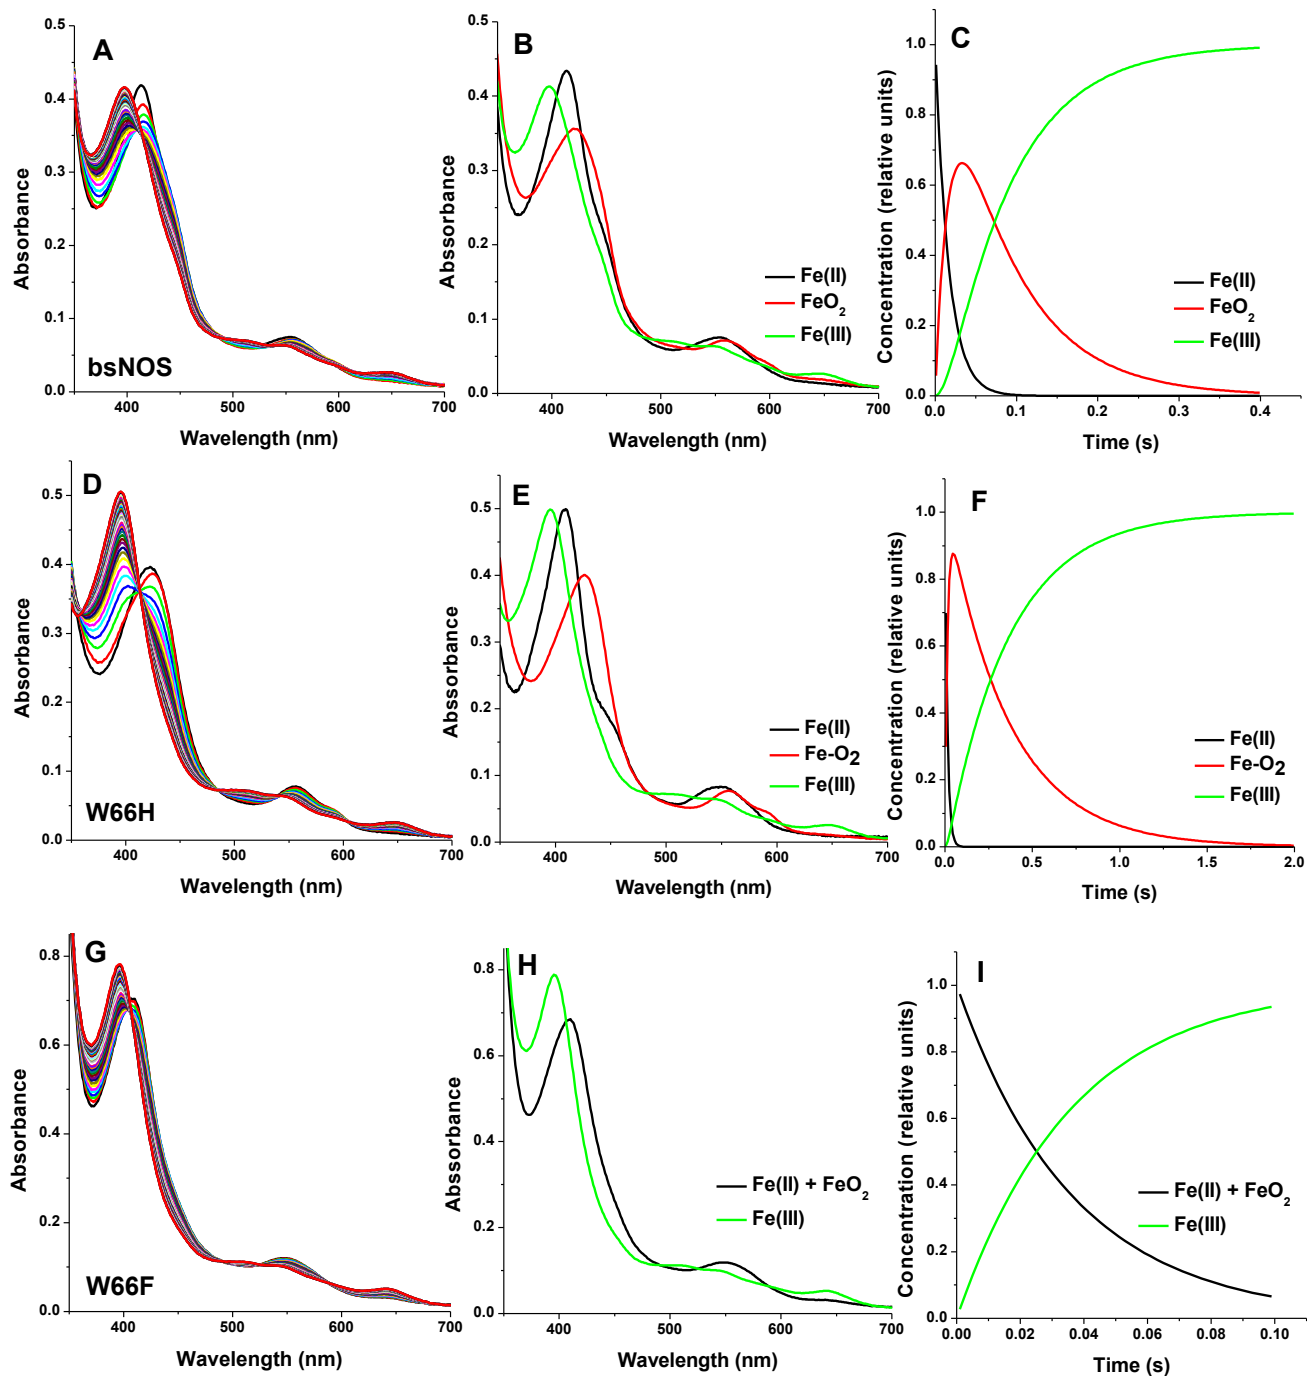 A
0.5
0.4
0.3
0.2
0.1
0.0
Absorbance
bsNOS
400 500 600 700
Wavelength (nm)
B
0.5
0.4
0.3
0.2
0.1
0.0
Abssorbance
Fe(II)
FeO2
Fe(III)
400 500 600 700
Wavelength (nm)
C
1.0
0.8
0.6
0.4
0.2
0.0
Concentration (relative units)
Fe(II)
FeO2
Fe(III)
0.0 0.1 0.2 0.3 0.4
Time (s)
D
0.5
0.4
0.3
0.2
0.1
0.0
Absorbance
W66H
400 500 600 700
Wavelength (nm)
E
0.5
0.4
0.3
0.2
0.1
0.0
Abssorbance
Fe(II)
Fe-O2
Fe(III)
400 500 600 700
Wavelength (nm)
F
1.0
0.8
0.6
0.4
0.2
0.0
Concentration (relative units)
Fe(II)
Fe-O2
Fe(III)
0.0 0.5 1.0 1.5 2.0
Time (s)
G
0.8
0.6
0.4
0.2
0.0
Absorbance
W66F
400 500 600 700
Wavelength (nm)
H
0.8
0.6
0.4
0.2
0.0
Abssorbance
Fe(II) + FeO2
Fe(III)
400 500 600 700
Wavelength (nm)
I
1.0
0.8
0.6
0.4
0.2
0.0
Concentration (relative units)
Fe(II) + FeO2
Fe(III)
0.00 0.02 0.04 0.06 0.08 0.10
Time (s)